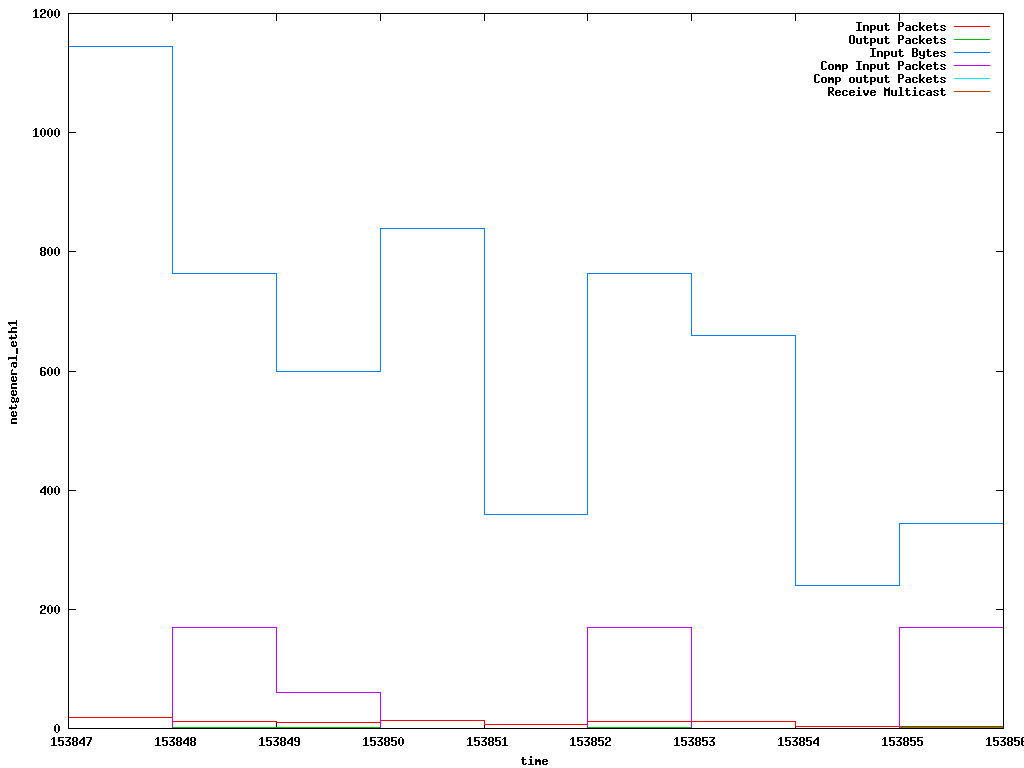 1200
1000
800
600
400
200
0
netgeneral_eth1
Input Packets
Output Packets
Input Bytes
Comp Input Packets
Comp output Packets
Receive Multicast
153847 153848 153849 153850 153851 153852 153853 153854 153855 153856
time